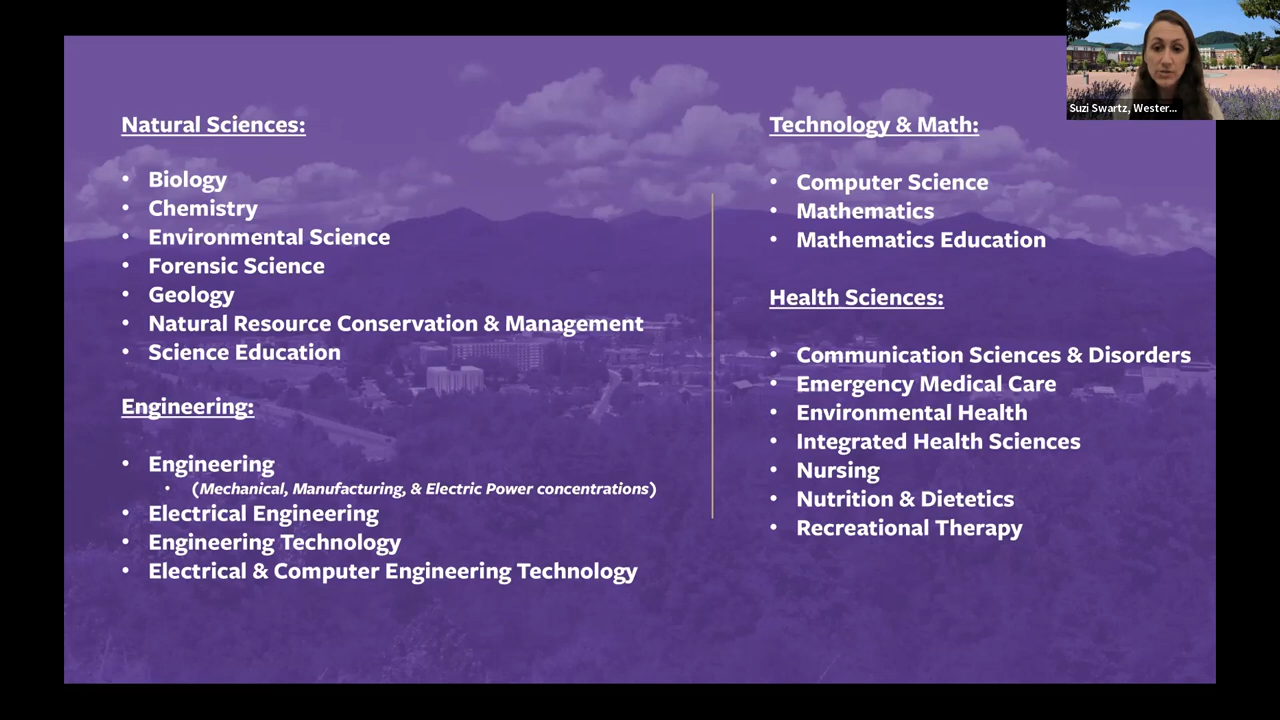 Natural Sciences:
• Biology
• Chemistry
• Environmental Science
• Forensic Science
• Geology
• Natural Resource Conservation & Management
• Science Education
Engineering:
• Engineering
• (Mechanical, Manufacturing, & Electric Power concentrations)
• Electrical Engineering
• Engineering Technology
• Electrical & Computer Engineering Technology
Technology & Math:
• Computer Science
• Mathematics
• Mathematics Education
Health Sciences:
• Communication Sciences & Disorders
• Emergency Medical Care
• Environmental Health
• Integrated Health Sciences
• Nursing
• Nutrition & Dietetics
• Recreational Therapy
Suzi Swartz, Wester...